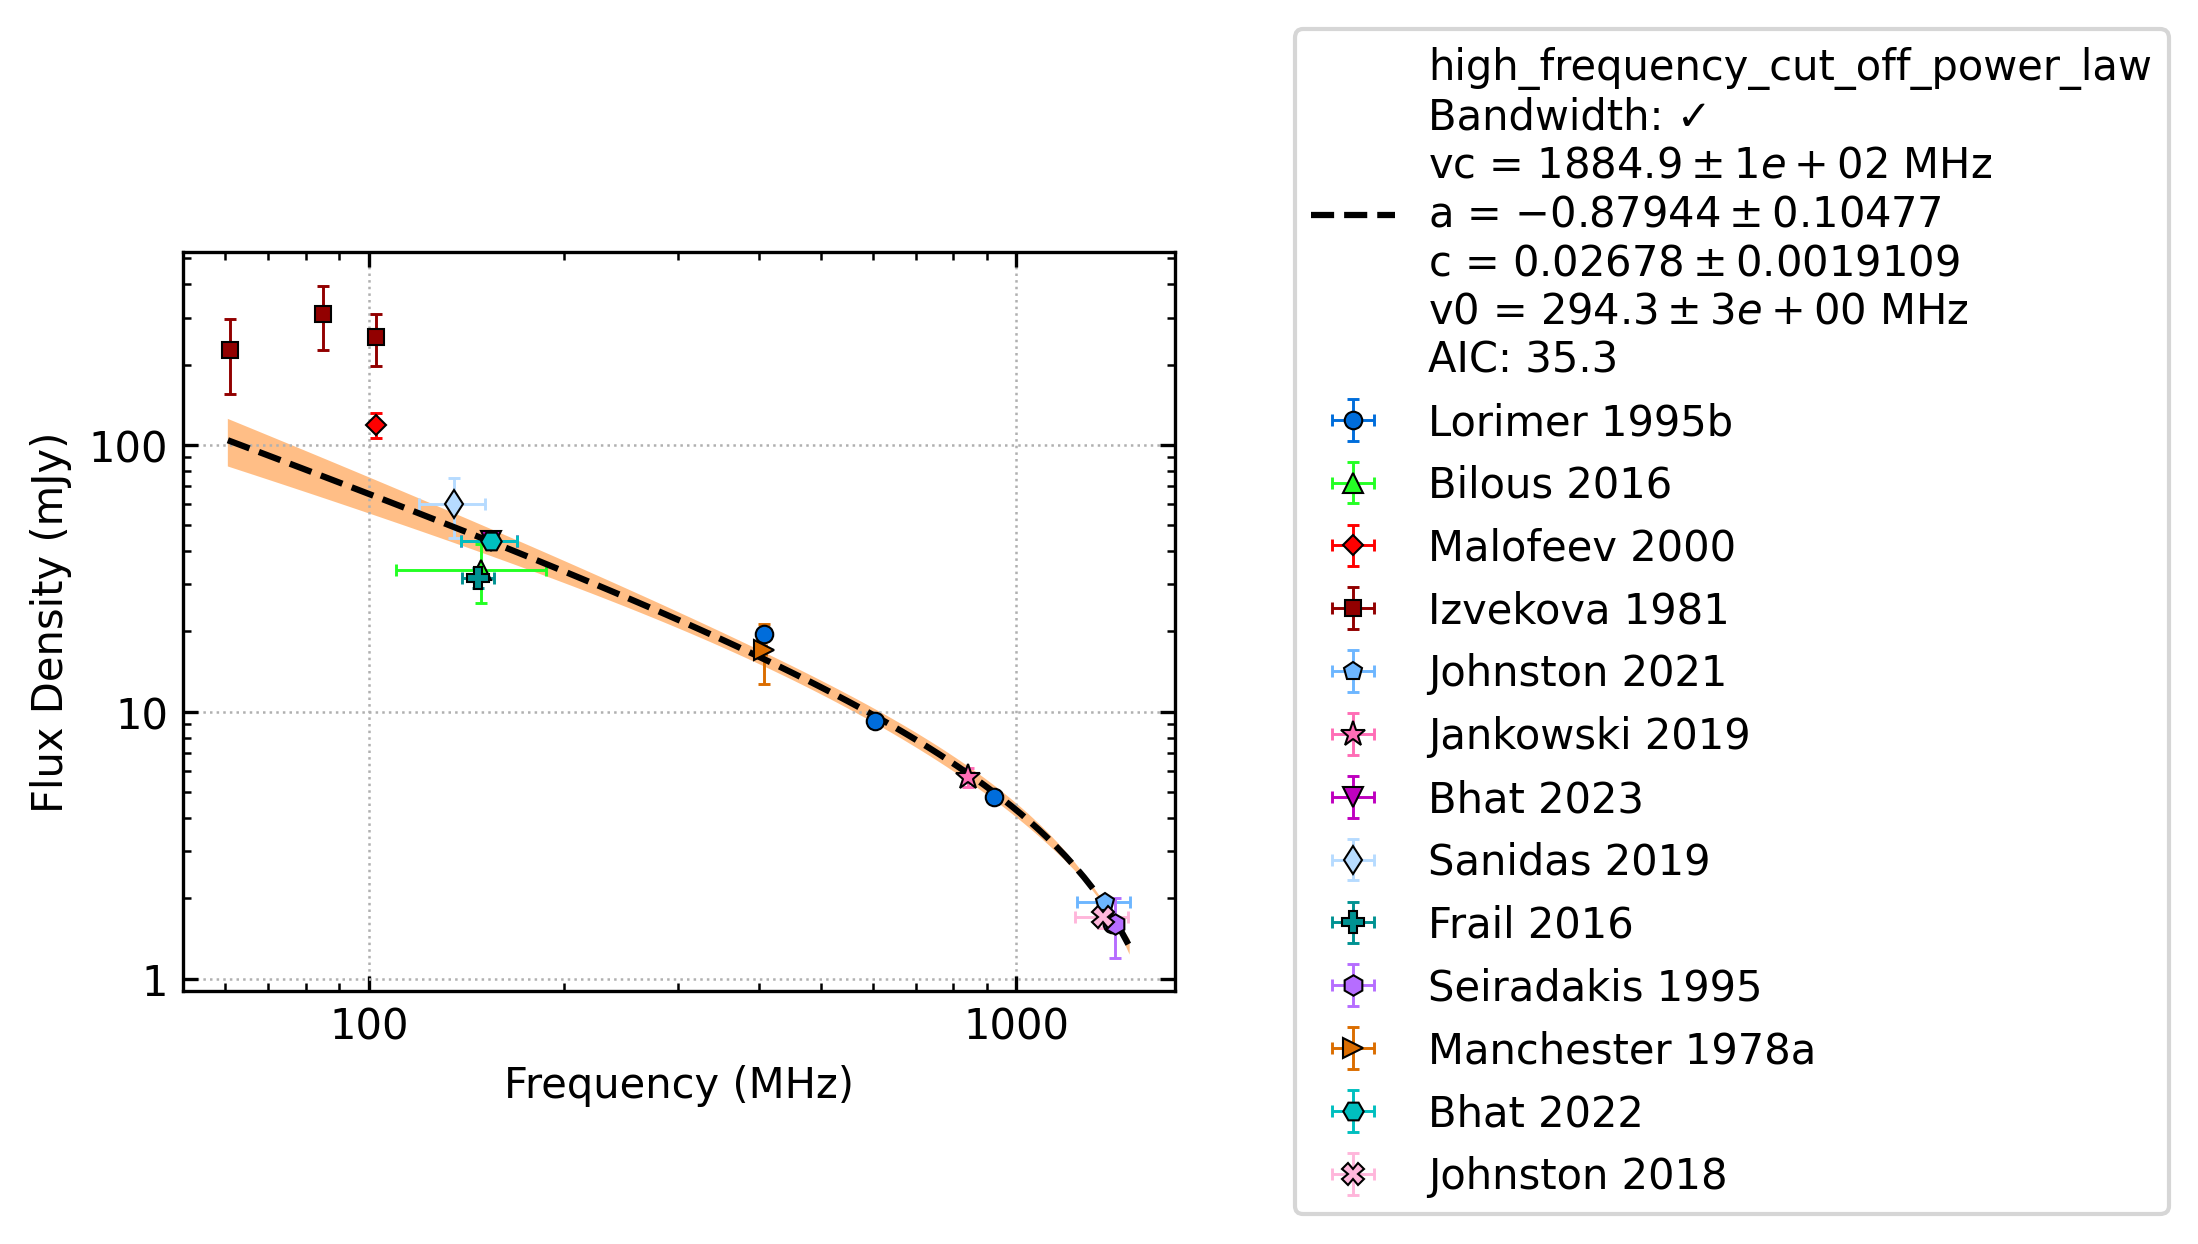 high_frequency_cut_off_power_law
Bandwidth: ✓
vc = 1884.9 ± 1e + 02 MHz
a = −0.87944 ± 0.10477
c = 0.02678 ± 0.0019109
v0 = 294.3 ± 3e + 00 MHz
AIC: 35.3
Lorimer 1995b
Bilous 2016
Malofeev 2000
Izvekova 1981
Johnston 2021
Jankowski 2019
Bhat 2023
Sanidas 2019
Frail 2016
Seiradakis 1995
Manchester 1978a
Bhat 2022
Johnston 2018
Flux Density (mJy)
100
10
1
100
1000
Frequency (MHz)